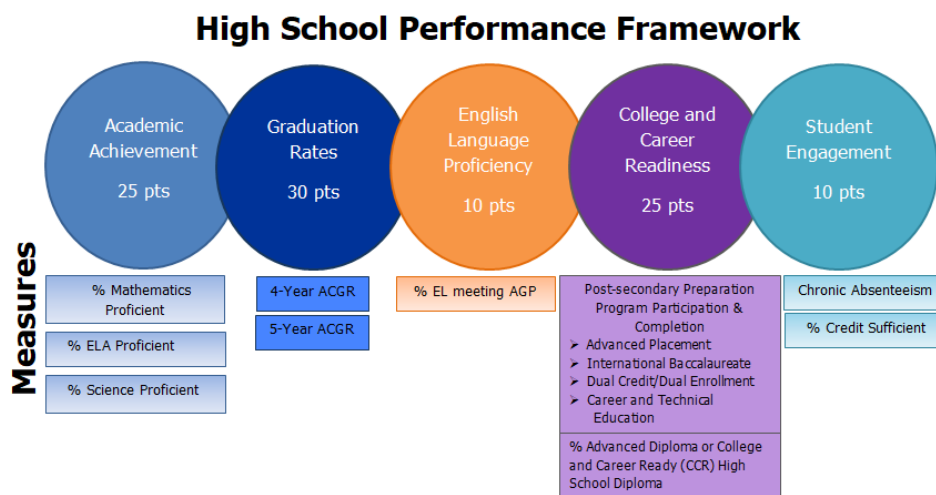 High School Performance Framework
Academic
Achievement
25 pts
Graduation
Rates
30 pts
English
Language
Proficiency
10 pts
College and
Career
Readiness
25 pts
Student
Engagement
10 pts
Measures
% Mathematics
Proficient
% ELA Proficient
% Science Proficient
4-Year ACGR
5-Year ACGR
% EL meeting AGP
Post-secondary Preparation
Program Participation &
Completion
➢ Advanced Placement
➢ International Baccalaureate
➢ Dual Credit/Dual Enrollment
➢ Career and Technical
Education
% Advanced Diploma or College
and Career Ready (CCR) High
School Diploma
Chronic Absenteeism
% Credit Sufficient